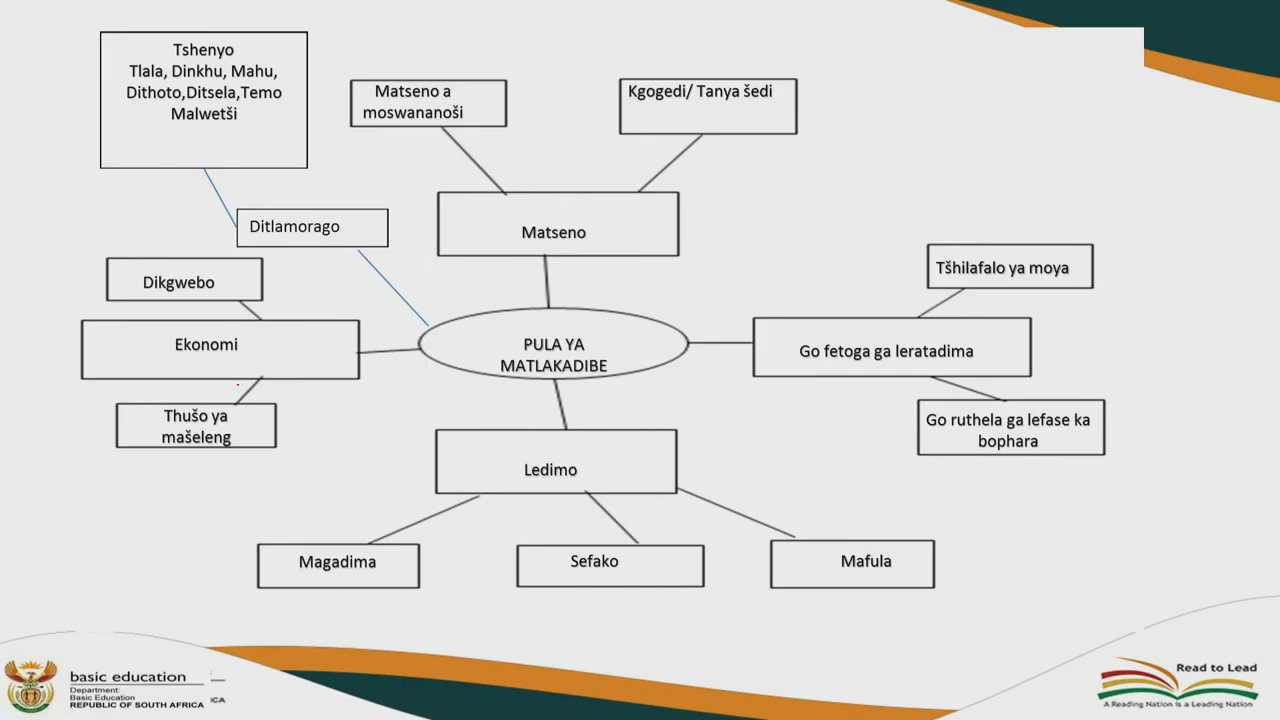 Tshenyo
Tlala, Dinkhu, Mahu,
Dithoto,Ditsela,Temo
Malwetši
Matseno a
moswananoši
Kgogedi/ Tanya šedi
Matseno
Ditlamorago
Dikgwebo
Ekonomi
Thušo ya
mašeleng
PULA YA
MATLAKADIBE
Tšhilafalo ya moya
Go fetoga ga leratadima
Go ruthela ga lefase ka
bophara
Ledimo
Magadima
Sefako
Mafula
basic education
Department:
Basic Education
REPUBLIC OF SOUTH AFRICA
ICA
Read to Lead
A Reading Nation is a Leading Nation